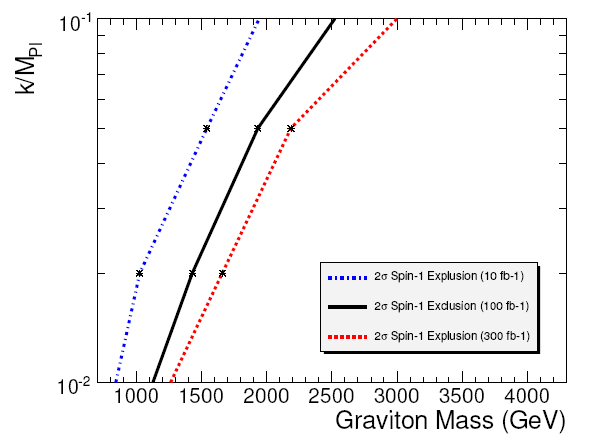 10⁻¹
k/M_Pl
2σ Spin-1 Explusion (10 fb-1)
2σ Spin-1 Exclusion (100 fb-1)
2σ Spin-1 Explusion (300 fb-1)
10⁻²
1000 1500 2000 2500 3000 3500 4000
Graviton Mass (GeV)